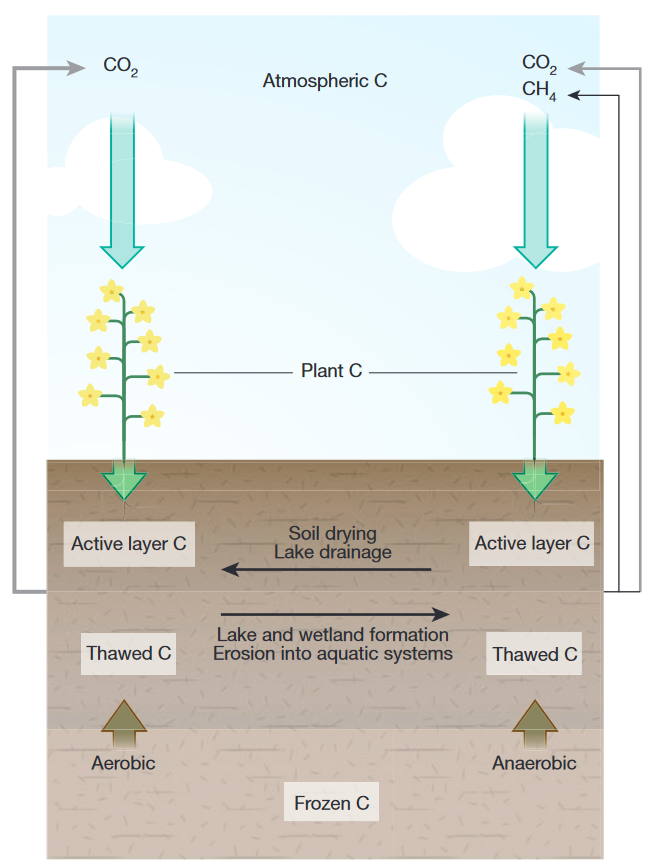 CO₂
Atmospheric C
CO₂
CH₄
Plant C
Active layer C
Soil drying
Lake drainage
Active layer C
Thawed C
Lake and wetland formation
Erosion into aquatic systems
Thawed C
Aerobic
Anaerobic
Frozen C